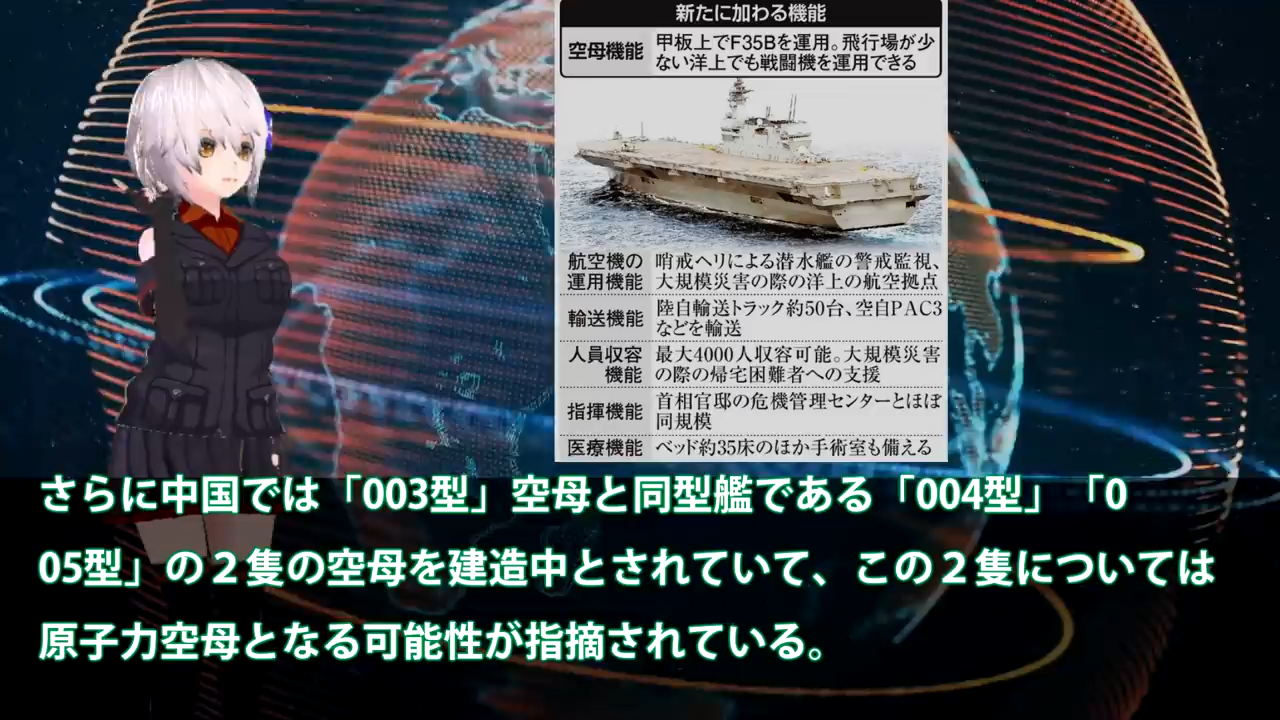 新たに加わる機能
空母機能
甲板上でF35Bを運用。飛行場が少
ない洋上でも戦闘機を運用できる
航空機の
運用機能
哨戒ヘリによる潜水艦の警戒監視、
大規模災害の際の洋上の航空拠点
輸送機能
陸自輸送トラック約50台、空自PAC3
などを輸送
人員収容
機能
最大4000人収容可能。大規模災害
の際の帰宅困難者への支援
指揮機能
首相官邸の危機管理センターとほぼ
同規模
医療機能
ベッド約35床のほか手術室も備える
さらに中国では「003型」空母と同型艦である「004型」「0
05型」の２隻の空母を建造中とされていて、この２隻については
原子力空母となる可能性が指摘されている。